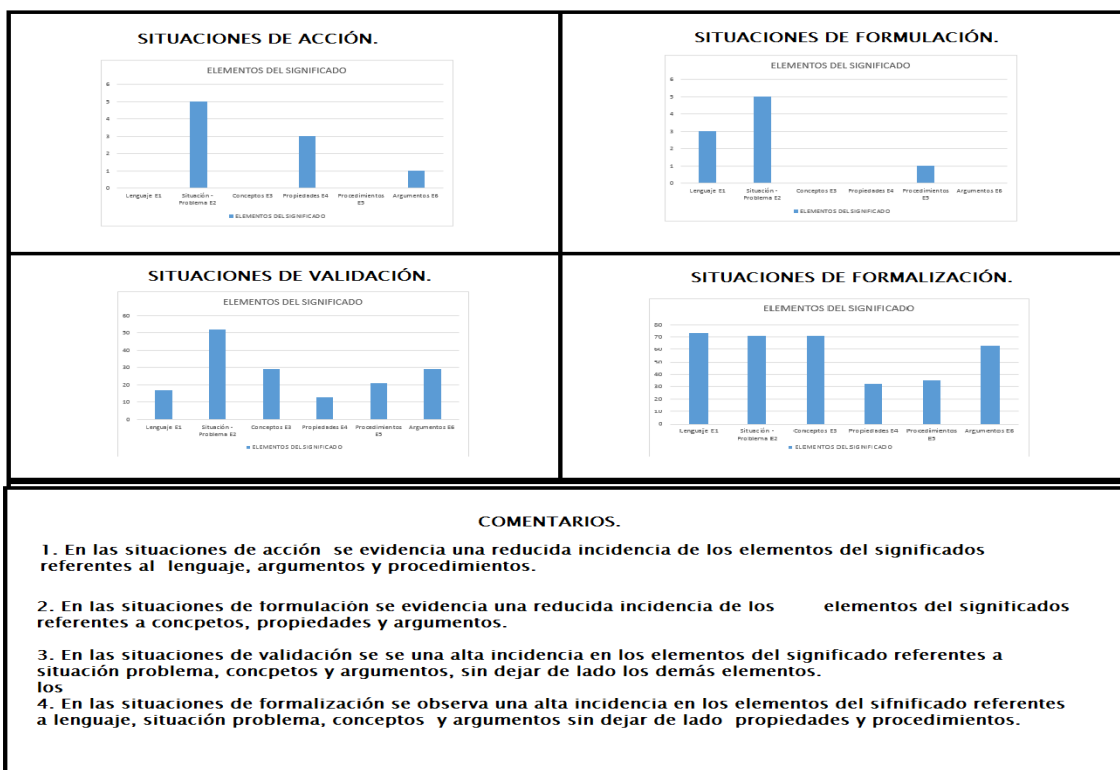 SITUACIONES DE ACCIÓN.
ELEMENTOS DEL SIGNIFICADO
6
5
4
3
2
1
0
Lenguaje E1
Situación -
Problema E2
Conceptos E3
Propiedades E4
Procedimientos
E5
Argumentos E6
ELEMENTOS DEL SIGNIFICADO
SITUACIONES DE FORMULACIÓN.
ELEMENTOS DEL SIGNIFICADO
6
5
4
3
2
1
0
Lenguaje E1
Situación -
Problema E2
Conceptos E3
Propiedades E4
Procedimientos
E5
Argumentos E6
ELEMENTOS DEL SIGNIFICADO
SITUACIONES DE VALIDACIÓN.
ELEMENTOS DEL SIGNIFICADO
60
50
40
30
20
10
0
Lenguaje E1
Situación -
Problema E2
Conceptos E3
Propiedades E4
Procedimientos
E5
Argumentos E6
ELEMENTOS DEL SIGNIFICADO
SITUACIONES DE FORMALIZACIÓN.
ELEMENTOS DEL SIGNIFICADO
80
70
60
50
40
30
20
10
0
Lenguaje E1
Situación -
Problema E2
Conceptos E3
Propiedades E4
Procedimientos
E5
Argumentos E6
ELEMENTOS DEL SIGNIFICADO
COMENTARIOS.
1. En las situaciones de acción se evidencia una reducida incidencia de los elementos del significados
referentes al lenguaje, argumentos y procedimientos.
2. En las situaciones de formulación se evidencia una reducida incidencia de los elementos del significados
referentes a concpetos, propiedades y argumentos.
3. En las situaciones de validación se se una alta incidencia en los elementos del significado referentes a
situación problema, concpetos y argumentos, sin dejar de lado los demás elementos.
los
4. En las situaciones de formalización se observa una alta incidencia en los elementos del sifnificado referentes
a lenguaje, situación problema, conceptos y argumentos sin dejar de lado propiedades y procedimientos.